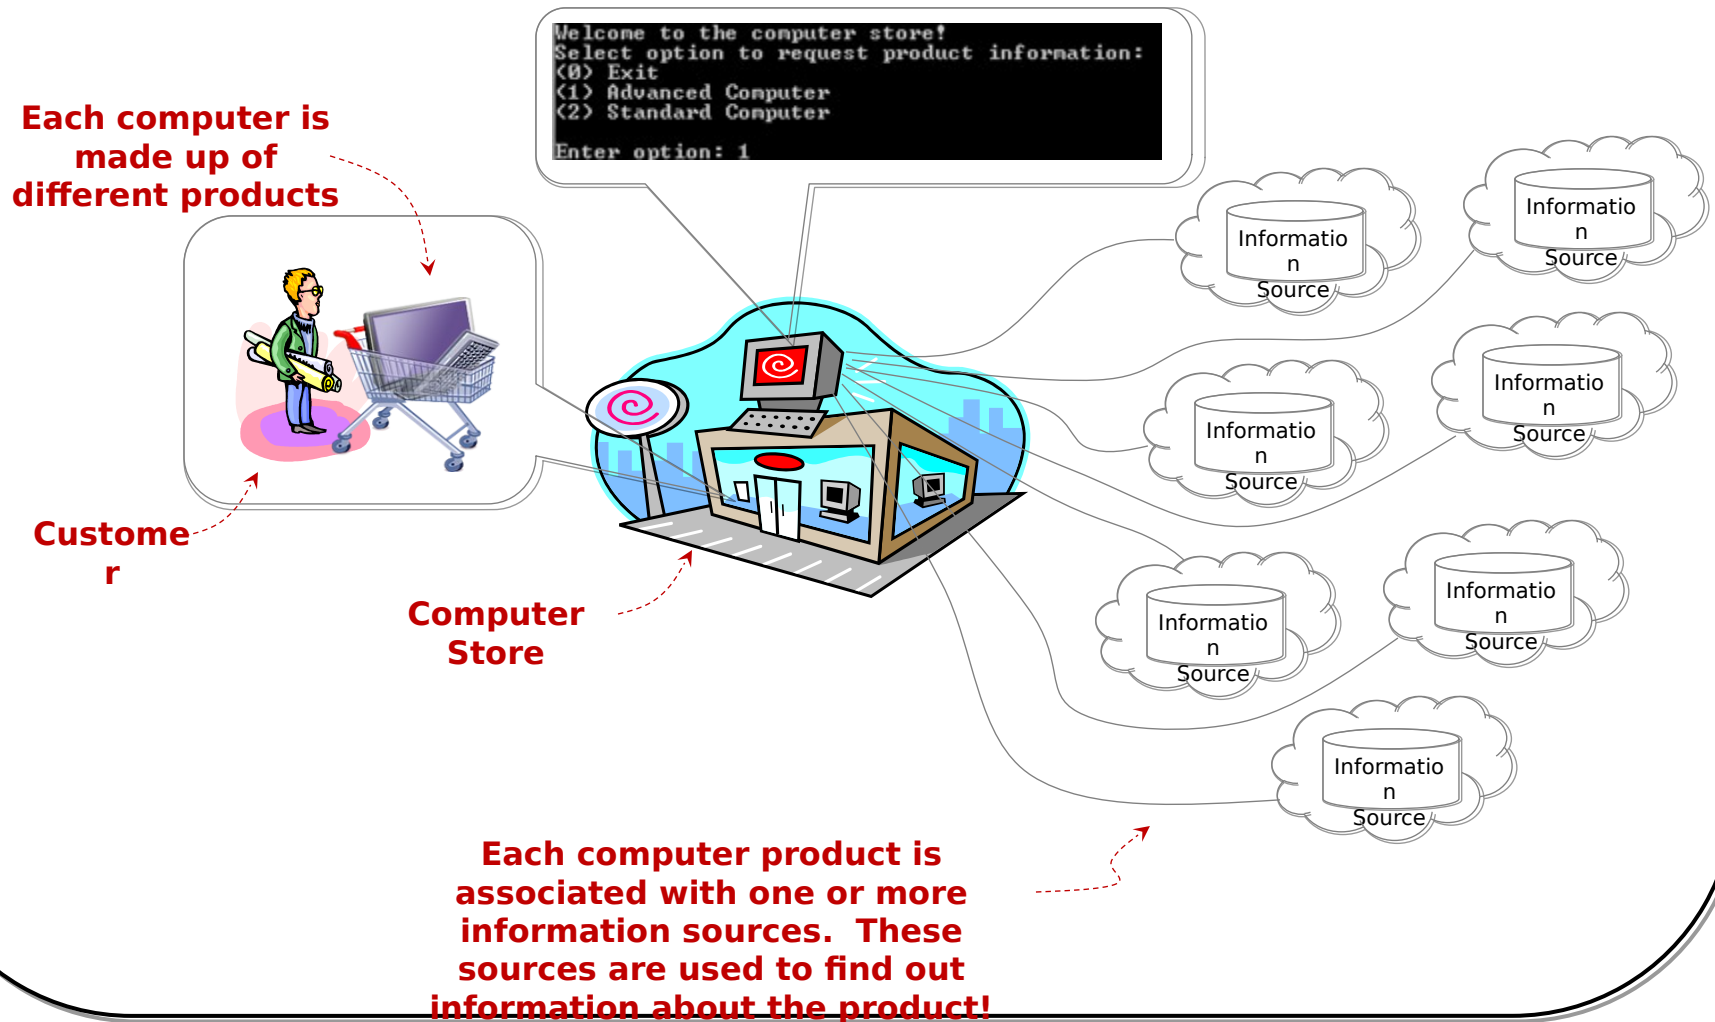 Welcome to the computer store!
Select option to request product information:
(0) Exit
(1) Advanced Computer
(2) Standard Computer
Enter option: 1
Each computer is
made up of
different products
Custome
r
Computer
Store
Informatio
n
Source
Informatio
n
Source
Informatio
n
Source
Informatio
n
Source
Informatio
n
Source
Informatio
n
Source
Informatio
n
Source
Each computer product is
associated with one or more
information sources.  These
sources are used to find out
information about the product!